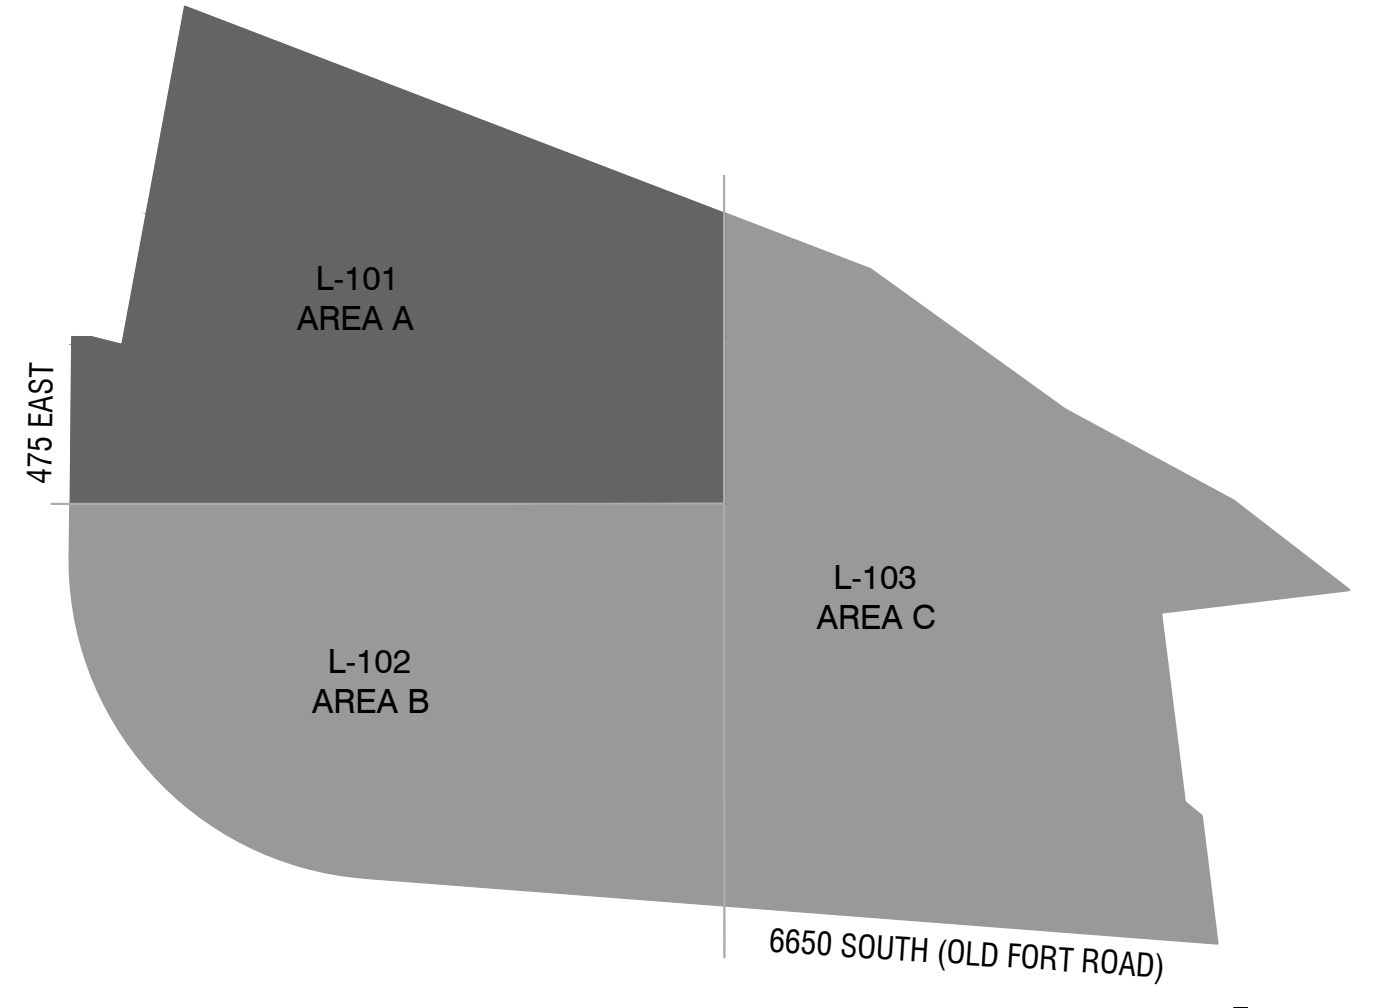 L-101
AREA A
475 EAST
L-103
AREA C
L-102
AREA B
6650 SOUTH (OLD FORT ROAD)